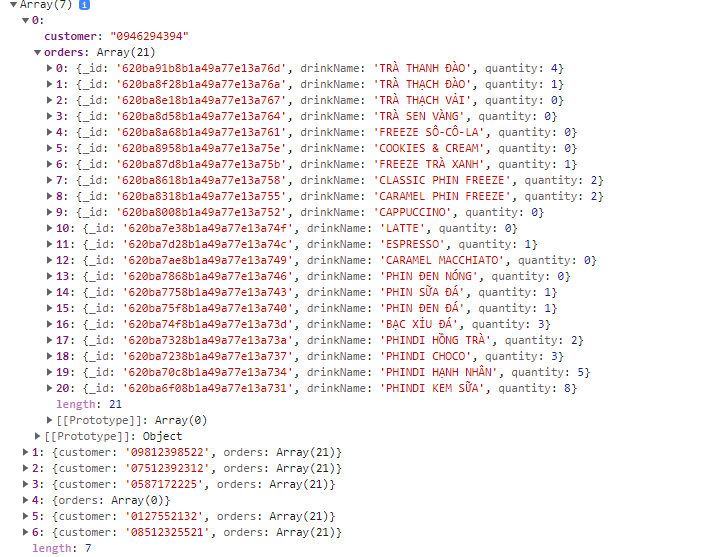 Array(7) i
0:
customer: "0946294394"
orders: Array(21)
0: {_id: '620ba91b8b1a49a77e13a76d', drinkName: 'TRÀ THANH ĐÀO', quantity: 4}
1: {_id: '620ba8f28b1a49a77e13a76a', drinkName: 'TRÀ THẠCH ĐÀO', quantity: 1}
2: {_id: '620ba8e18b1a49a77e13a767', drinkName: 'TRÀ THẠCH VẢI', quantity: 0}
3: {_id: '620ba8d58b1a49a77e13a764', drinkName: 'TRÀ SEN VÀNG', quantity: 0}
4: {_id: '620ba8a68b1a49a77e13a761', drinkName: 'FREEZE SÔ-CÔ-LA', quantity: 0}
5: {_id: '620ba8958b1a49a77e13a75e', drinkName: 'COOKIES & CREAM', quantity: 0}
6: {_id: '620ba87d8b1a49a77e13a75b', drinkName: 'FREEZE TRÀ XANH', quantity: 1}
7: {_id: '620ba8618b1a49a77e13a758', drinkName: 'CLASSIC PHIN FREEZE', quantity: 2}
8: {_id: '620ba8318b1a49a77e13a755', drinkName: 'CARAMEL PHIN FREEZE', quantity: 2}
9: {_id: '620ba8008b1a49a77e13a752', drinkName: 'CAPPUCCINO', quantity: 0}
10: {_id: '620ba7e38b1a49a77e13a74f', drinkName: 'LATTE', quantity: 0}
11: {_id: '620ba7d28b1a49a77e13a74c', drinkName: 'ESPRESSO', quantity: 1}
12: {_id: '620ba7ae8b1a49a77e13a749', drinkName: 'CARAMEL MACCHIATO', quantity: 0}
13: {_id: '620ba7868b1a49a77e13a746', drinkName: 'PHIN ĐEN NÓNG', quantity: 0}
14: {_id: '620ba7758b1a49a77e13a743', drinkName: 'PHIN SỮA ĐÁ', quantity: 1}
15: {_id: '620ba75f8b1a49a77e13a740', drinkName: 'PHIN ĐEN ĐÁ', quantity: 1}
16: {_id: '620ba74f8b1a49a77e13a73d', drinkName: 'BẠC XỈU ĐÁ', quantity: 3}
17: {_id: '620ba7328b1a49a77e13a73a', drinkName: 'PHINDI HỒNG TRÀ', quantity: 2}
18: {_id: '620ba7238b1a49a77e13a737', drinkName: 'PHINDI CHOCO', quantity: 3}
19: {_id: '620ba70c8b1a49a77e13a734', drinkName: 'PHINDI HẠNH NHÂN', quantity: 5}
20: {_id: '620ba6f08b1a49a77e13a731', drinkName: 'PHINDI KEM SỮA', quantity: 8}
length: 21
[[Prototype]]: Array(0)
[[Prototype]]: Object
1: {customer: '09812398522', orders: Array(21)}
2: {customer: '07512392312', orders: Array(21)}
3: {customer: '0587172225', orders: Array(21)}
4: {orders: Array(0)}
5: {customer: '0127552132', orders: Array(21)}
6: {customer: '08512325521', orders: Array(21)}
length: 7